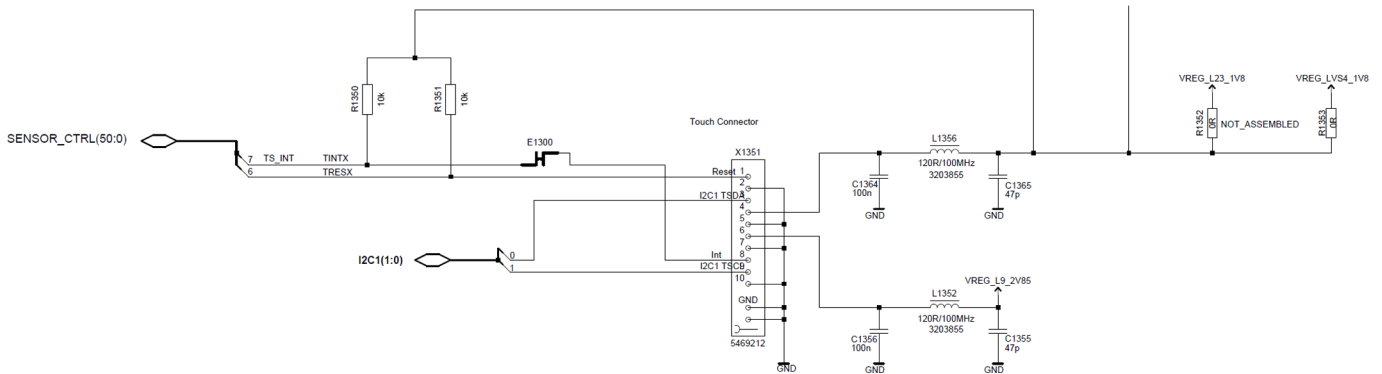 VREG_L23_1V8
VREG_LVS4_1V8
R1350
10k
R1351
10k
R1352
0R
NOT_ASSEMBLED
R1353
0R
Touch Connector
SENSOR_CTRL(50:0)
E1300
X1351
L1356
120R/100MHz
3203855
7 TS_INT TINTX
6 TRESX
Reset 1
2
3
I2C1 TSDA
4
5
6
7
Int 8
9
I2C1 TSCL
10
GND
5469212
GND
C1364
100n
GND
C1365
47p
GND
I2C1(1:0)
0
1
VREG_L9_2V85
L1352
120R/100MHz
3203855
C1356
100n
GND
C1355
47p
GND